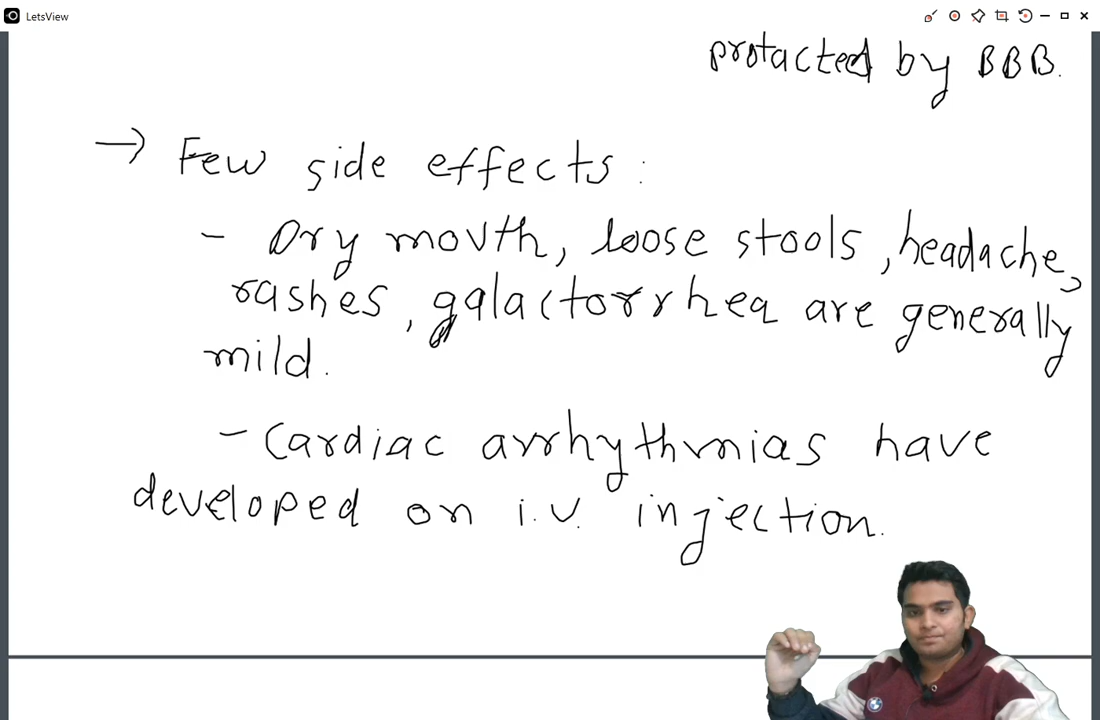 LetsView
protacted by BBB.
→ Few side effects :
- Dry mouth, loose stools, headache,
rashes, galactorrhea are generally
mild.
- Cardiac arrhythmias have
developed on i.v. injection.